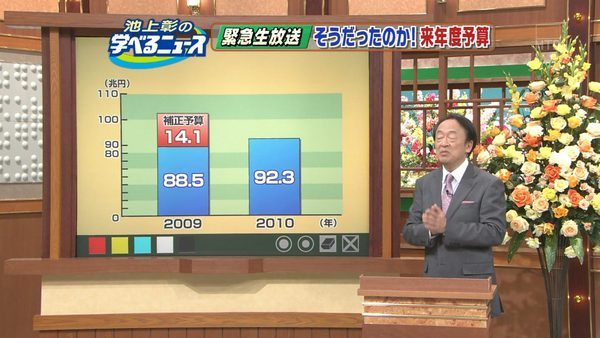 池上彰の
学べるニュース
緊急生放送
そうだったのか!来年度予算
(兆円)
110
100
90
80
0
補正予算
14.1
88.5
92.3
2009
2010
(年)